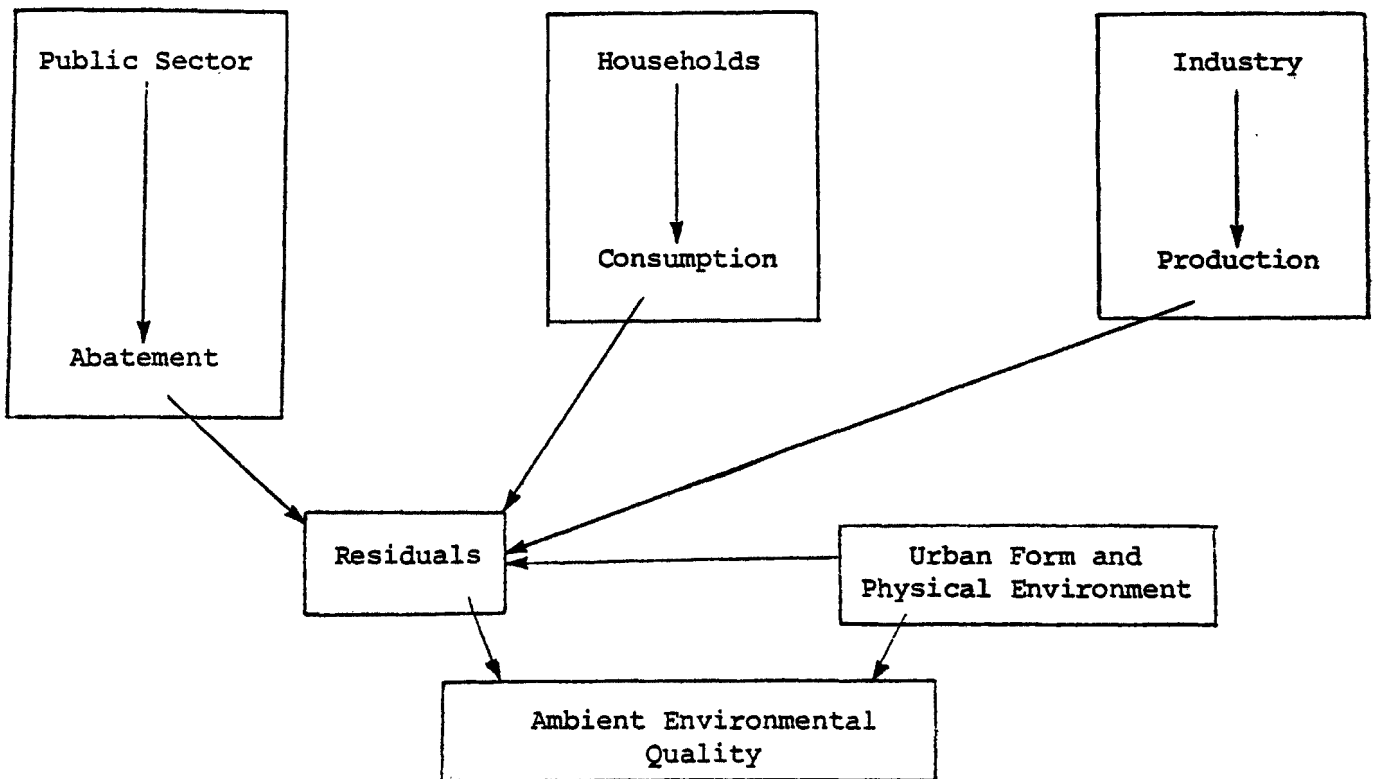 Public Sector
Households
Industry
Consumption
Production
Abatement
Residuals
Urban Form and
Physical Environment
Ambient Environmental
Quality